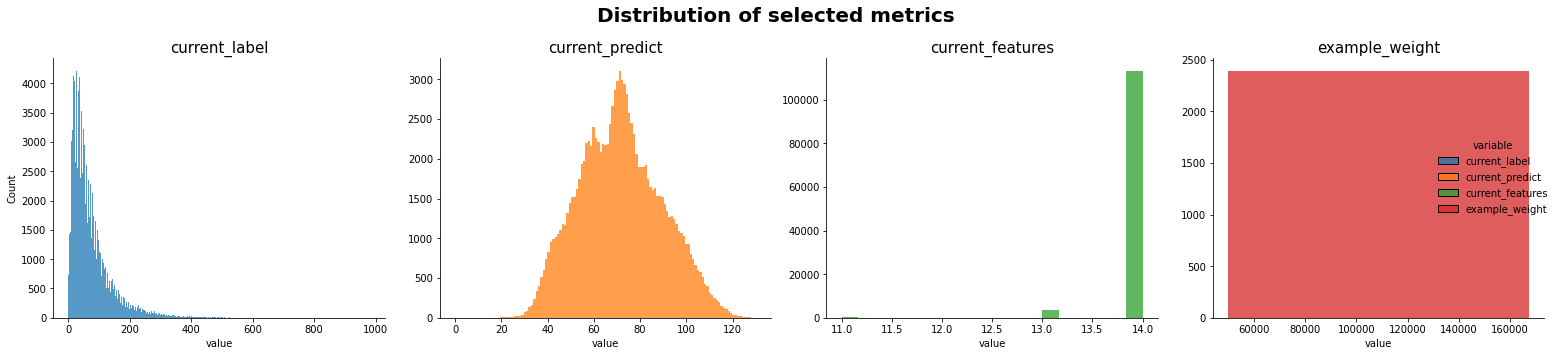 Distribution of selected metrics
current_label
current_predict
current_features
example_weight
4000
3500
3000
2500
2000
1500
1000
500
0
Count
0 200 400 600 800 1000
value
3000
2500
2000
1500
1000
500
0
0 20 40 60 80 100 120
value
100000
80000
60000
40000
20000
0
11.0 11.5 12.0 12.5 13.0 13.5 14.0
value
2500
2000
1500
1000
500
0
60000 80000 100000 120000 140000 160000
value
variable
current_label
current_predict
current_features
example_weight